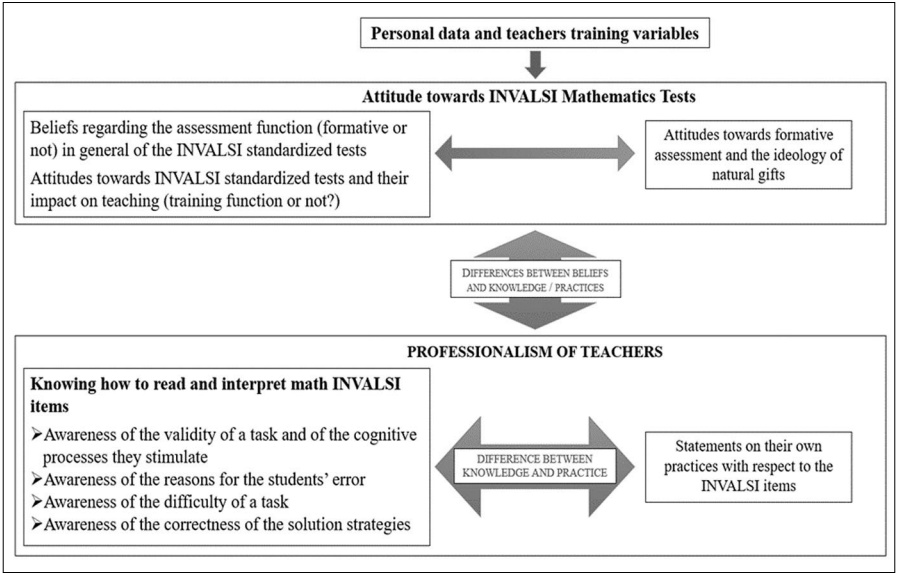 Personal data and teachers training variables
Attitude towards INVALSI Mathematics Tests
Beliefs regarding the assessment function (formative or
not) in general of the INVALSI standardized tests
Attitudes towards INVALSI standardized tests and their
impact on teaching (training function or not?)
Attitudes towards formative
assessment and the ideology of
natural gifts
DIFFERENCES BETWEEN BELIEFS
AND KNOWLEDGE / PRACTICES
PROFESSIONALISM OF TEACHERS
Knowing how to read and interpret math INVALSI
items
➢Awareness of the validity of a task and of the cognitive
processes they stimulate
➢Awareness of the reasons for the students' error
➢Awareness of the difficulty of a task
➢Awareness of the correctness of the solution strategies
DIFFERENCE BETWEEN
KNOWLEDGE AND PRACTICE
Statements on their own
practices with respect to the
INVALSI items